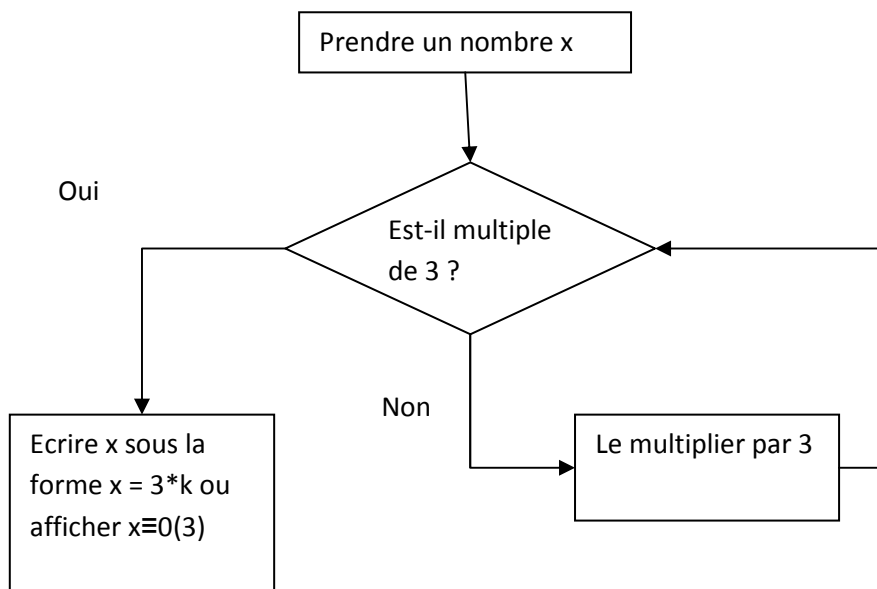 Prendre un nombre x
Oui
Est-il multiple
de 3 ?
Non
Le multiplier par 3
Ecrire x sous la
forme x = 3*k ou
afficher x≡0(3)